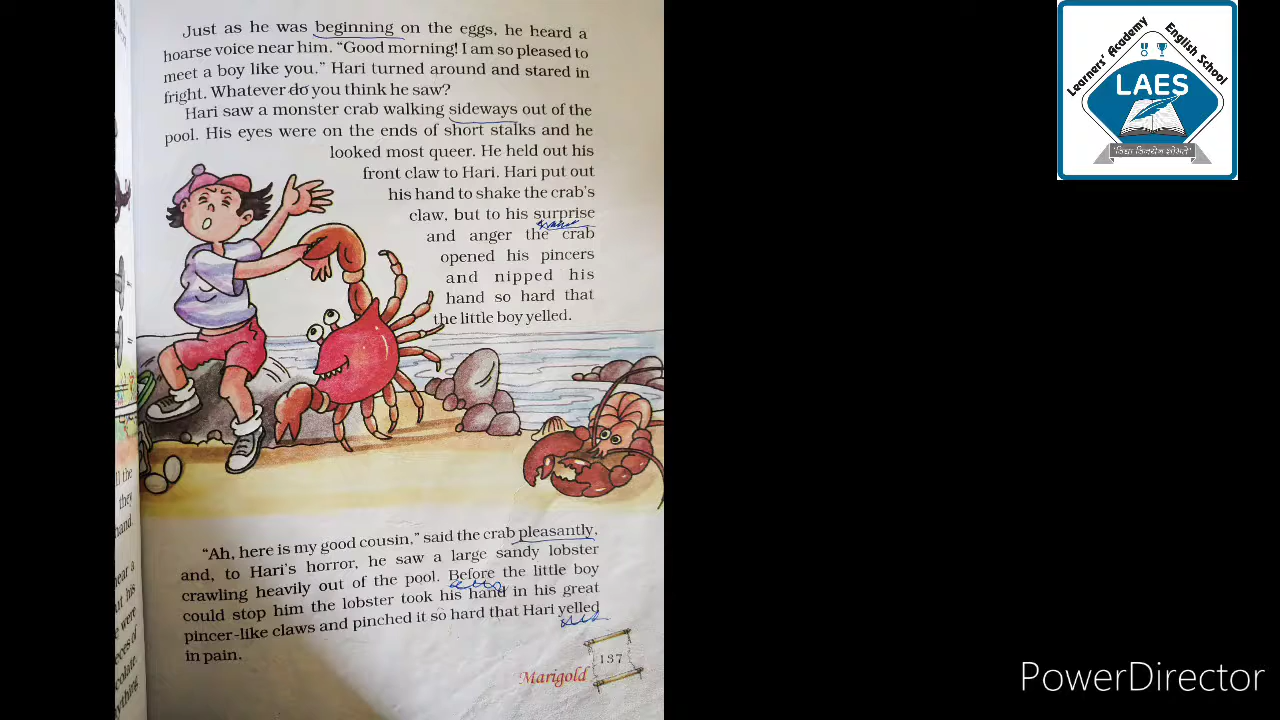 Just as he was beginning on the eggs, he heard a
hoarse voice near him. “Good morning! I am so pleased to
meet a boy like you.” Hari turned around and stared in
fright. Whatever do you think he saw?
Hari saw a monster crab walking sideways out of the
pool. His eyes were on the ends of short stalks and he
looked most queer. He held out his
front claw to Hari. Hari put out
his hand to shake the crab's
claw, but to his surprise
and anger the crab
opened his pincers
and nipped his
hand so hard that
the little boy yelled.
“Ah, here is my good cousin,” said the crab pleasantly,
and, to Hari's horror, he saw a large sandy lobster
crawling heavily out of the pool. Before the little boy
could stop him the lobster took his hand in his great
pincer-like claws and pinched it so hard that Hari yelled
in pain.
137
Marigold
ll the
they
hand.
Learners' Academy English School
LAES
"विद्या विनयेन शोभते"
PowerDirector